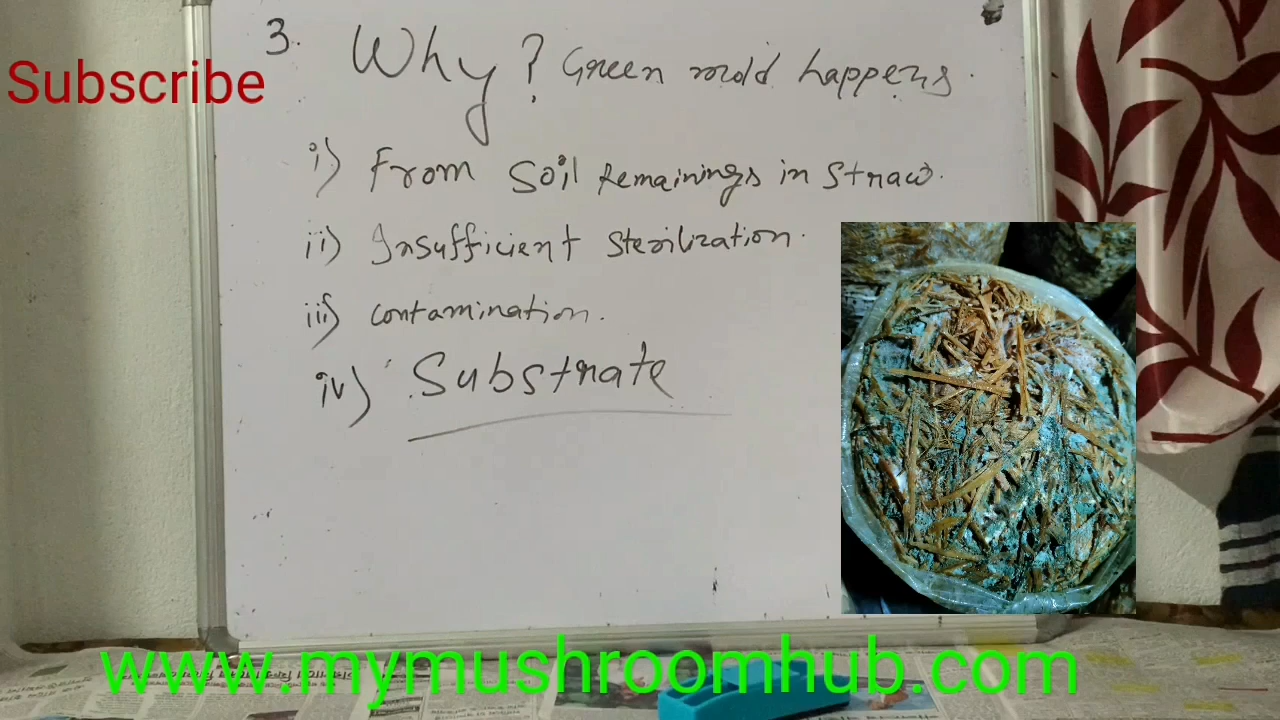 3. Why? Green mold happens.
Subscribe
i) From Soil Remainings in Straw.
ii) Insufficient Sterilization.
iii) contamination.
iv) Substrate
www.mymushroomhub.com